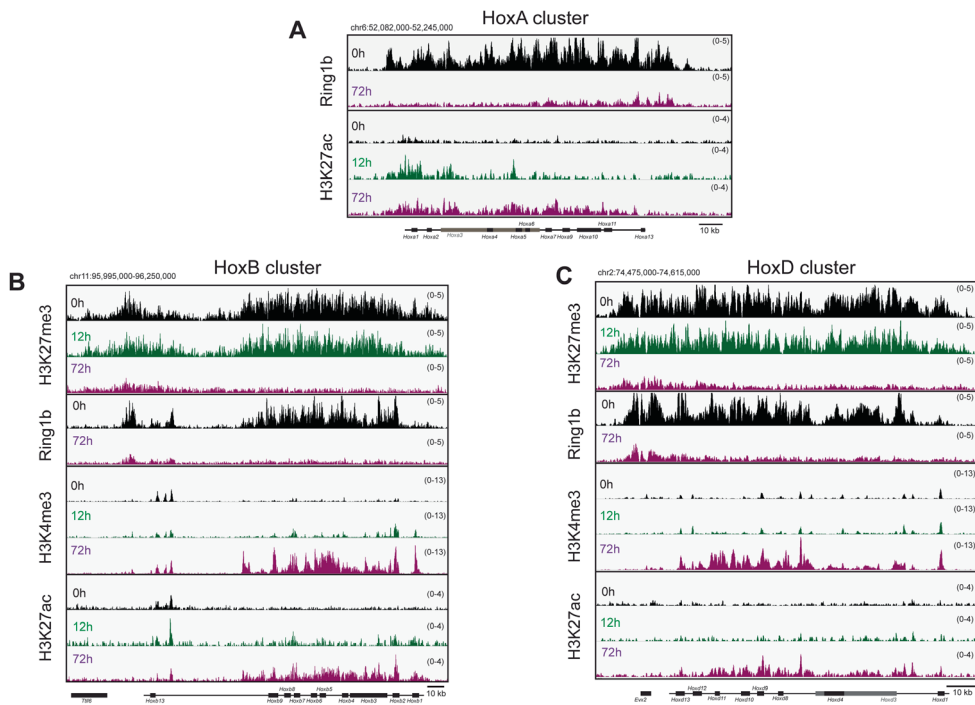 A
HoxA cluster
chr6:52,082,000-52,245,000
Ring1b
0h
(0-5)
72h
(0-5)
H3K27ac
0h
(0-4)
12h
(0-4)
72h
(0-4)
Hoxa6
Hoxa11
Hoxa1
Hoxa2
Hoxa3
Hoxa4
Hoxa5
Hoxa7
Hoxa9
Hoxa10
Hoxa13
10 kb
B
HoxB cluster
chr11:95,995,000-96,250,000
H3K27me3
0h
(0-5)
12h
(0-5)
72h
(0-5)
Ring1b
0h
(0-5)
72h
(0-5)
H3K4me3
0h
(0-13)
12h
(0-13)
72h
(0-13)
H3K27ac
0h
(0-4)
12h
(0-4)
72h
(0-4)
Hoxb8
Hoxb5
10 kb
Ttll6
Hoxb13
Hoxb9
Hoxb7
Hoxb6
Hoxb4
Hoxb3
Hoxb2
Hoxb1
C
HoxD cluster
chr2:74,475,000-74,615,000
H3K27me3
0h
(0-5)
12h
(0-5)
72h
(0-5)
Ring1b
0h
(0-5)
72h
(0-5)
H3K4me3
0h
(0-13)
12h
(0-13)
72h
(0-13)
H3K27ac
0h
(0-4)
12h
(0-4)
72h
(0-4)
Hoxd12
Hoxd9
10 kb
Evx2
Hoxd13
Hoxd11
Hoxd10
Hoxd8
Hoxd4
Hoxd3
Hoxd1